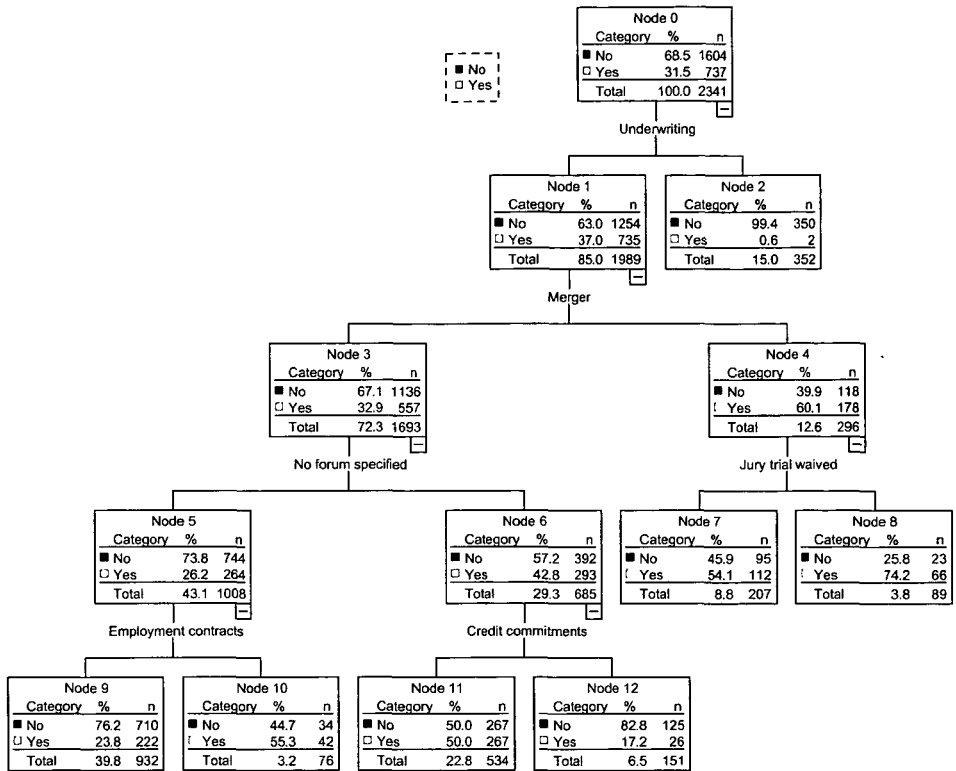 Node 0
Category % n
No 68.5 1604
Yes 31.5 737
Total 100.0 2341
No
Yes
Underwriting
Node 1
Category % n
No 63.0 1254
Yes 37.0 735
Total 85.0 1989
Node 2
Category % n
No 99.4 350
Yes 0.6 2
Total 15.0 352
Merger
Node 3
Category % n
No 67.1 1136
Yes 32.9 557
Total 72.3 1693
Node 4
Category % n
No 39.9 118
Yes 60.1 178
Total 12.6 296
No forum specified
Jury trial waived
Node 5
Category % n
No 73.8 744
Yes 26.2 264
Total 43.1 1008
Node 6
Category % n
No 57.2 392
Yes 42.8 293
Total 29.3 685
Node 7
Category % n
No 45.9 95
Yes 54.1 112
Total 8.8 207
Node 8
Category % n
No 25.8 23
Yes 74.2 66
Total 3.8 89
Employment contracts
Credit commitments
Node 9
Category % n
No 76.2 710
Yes 23.8 222
Total 39.8 932
Node 10
Category % n
No 44.7 34
Yes 55.3 42
Total 3.2 76
Node 11
Category % n
No 50.0 267
Yes 50.0 267
Total 22.8 534
Node 12
Category % n
No 82.8 125
Yes 17.2 26
Total 6.5 151